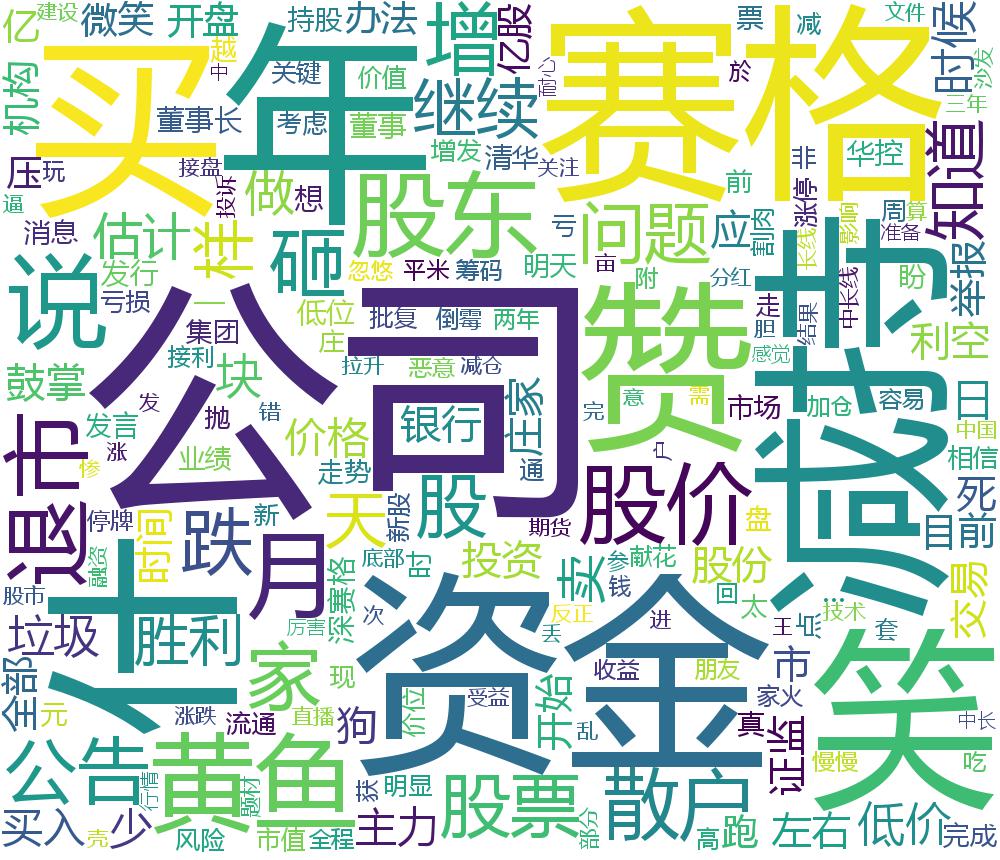 亿
建设
微笑
开盘
持股
办法
增
亿股
耐心
票
减
文件
时候
沙发
买
年
越
中
关键
价值
赛格
於
三年
机构
董事长
考虑
董事
继续
压
玩
接盘
投诉
做
想
增发
清华
关注
前
非
涨停
华控
知道
逼
消息
估计
样
砸
股东
亏
问题
应
割肉
长线
影响
周
算
准备
发行
亏损
一
忽悠
平米
筹码
明天
亩
附
分红
走
胆
结果
中长线
盼
举报
说
集团
低位
庄
批复
倒霉
两年
赞
封
感觉
利空
接利
块
公司
拉升
恶意
减仓
鼓掌
发
抛
错
银行
庄家
完
意
需
市场
加仓
容易
日
中国
发言
涨
惨
业绩
价格
走势
通
户
减持
相信
退市
停牌
跌
新
天
股
新股
期货
股价
盘
死
目前
融资
时间
月
底部
时
投资
卖
参
献花
钱
股份
回
太
技术
点
套
交易
股市
十
胜利
厉害
深赛格
次
资金
丢
反正
进
王
垃圾
家
现
收益
朋友
市
笑
全部
元
涨跌
流通
直播
狗
价位
受益
开始
乱
真
家火
证监
中长
公告
黄鱼
行情
题材
获
明显
股票
散户
慢慢
吃
买入
壳
少
风险
市值
全程
主力
部分
高
跑
左右
低价
完成